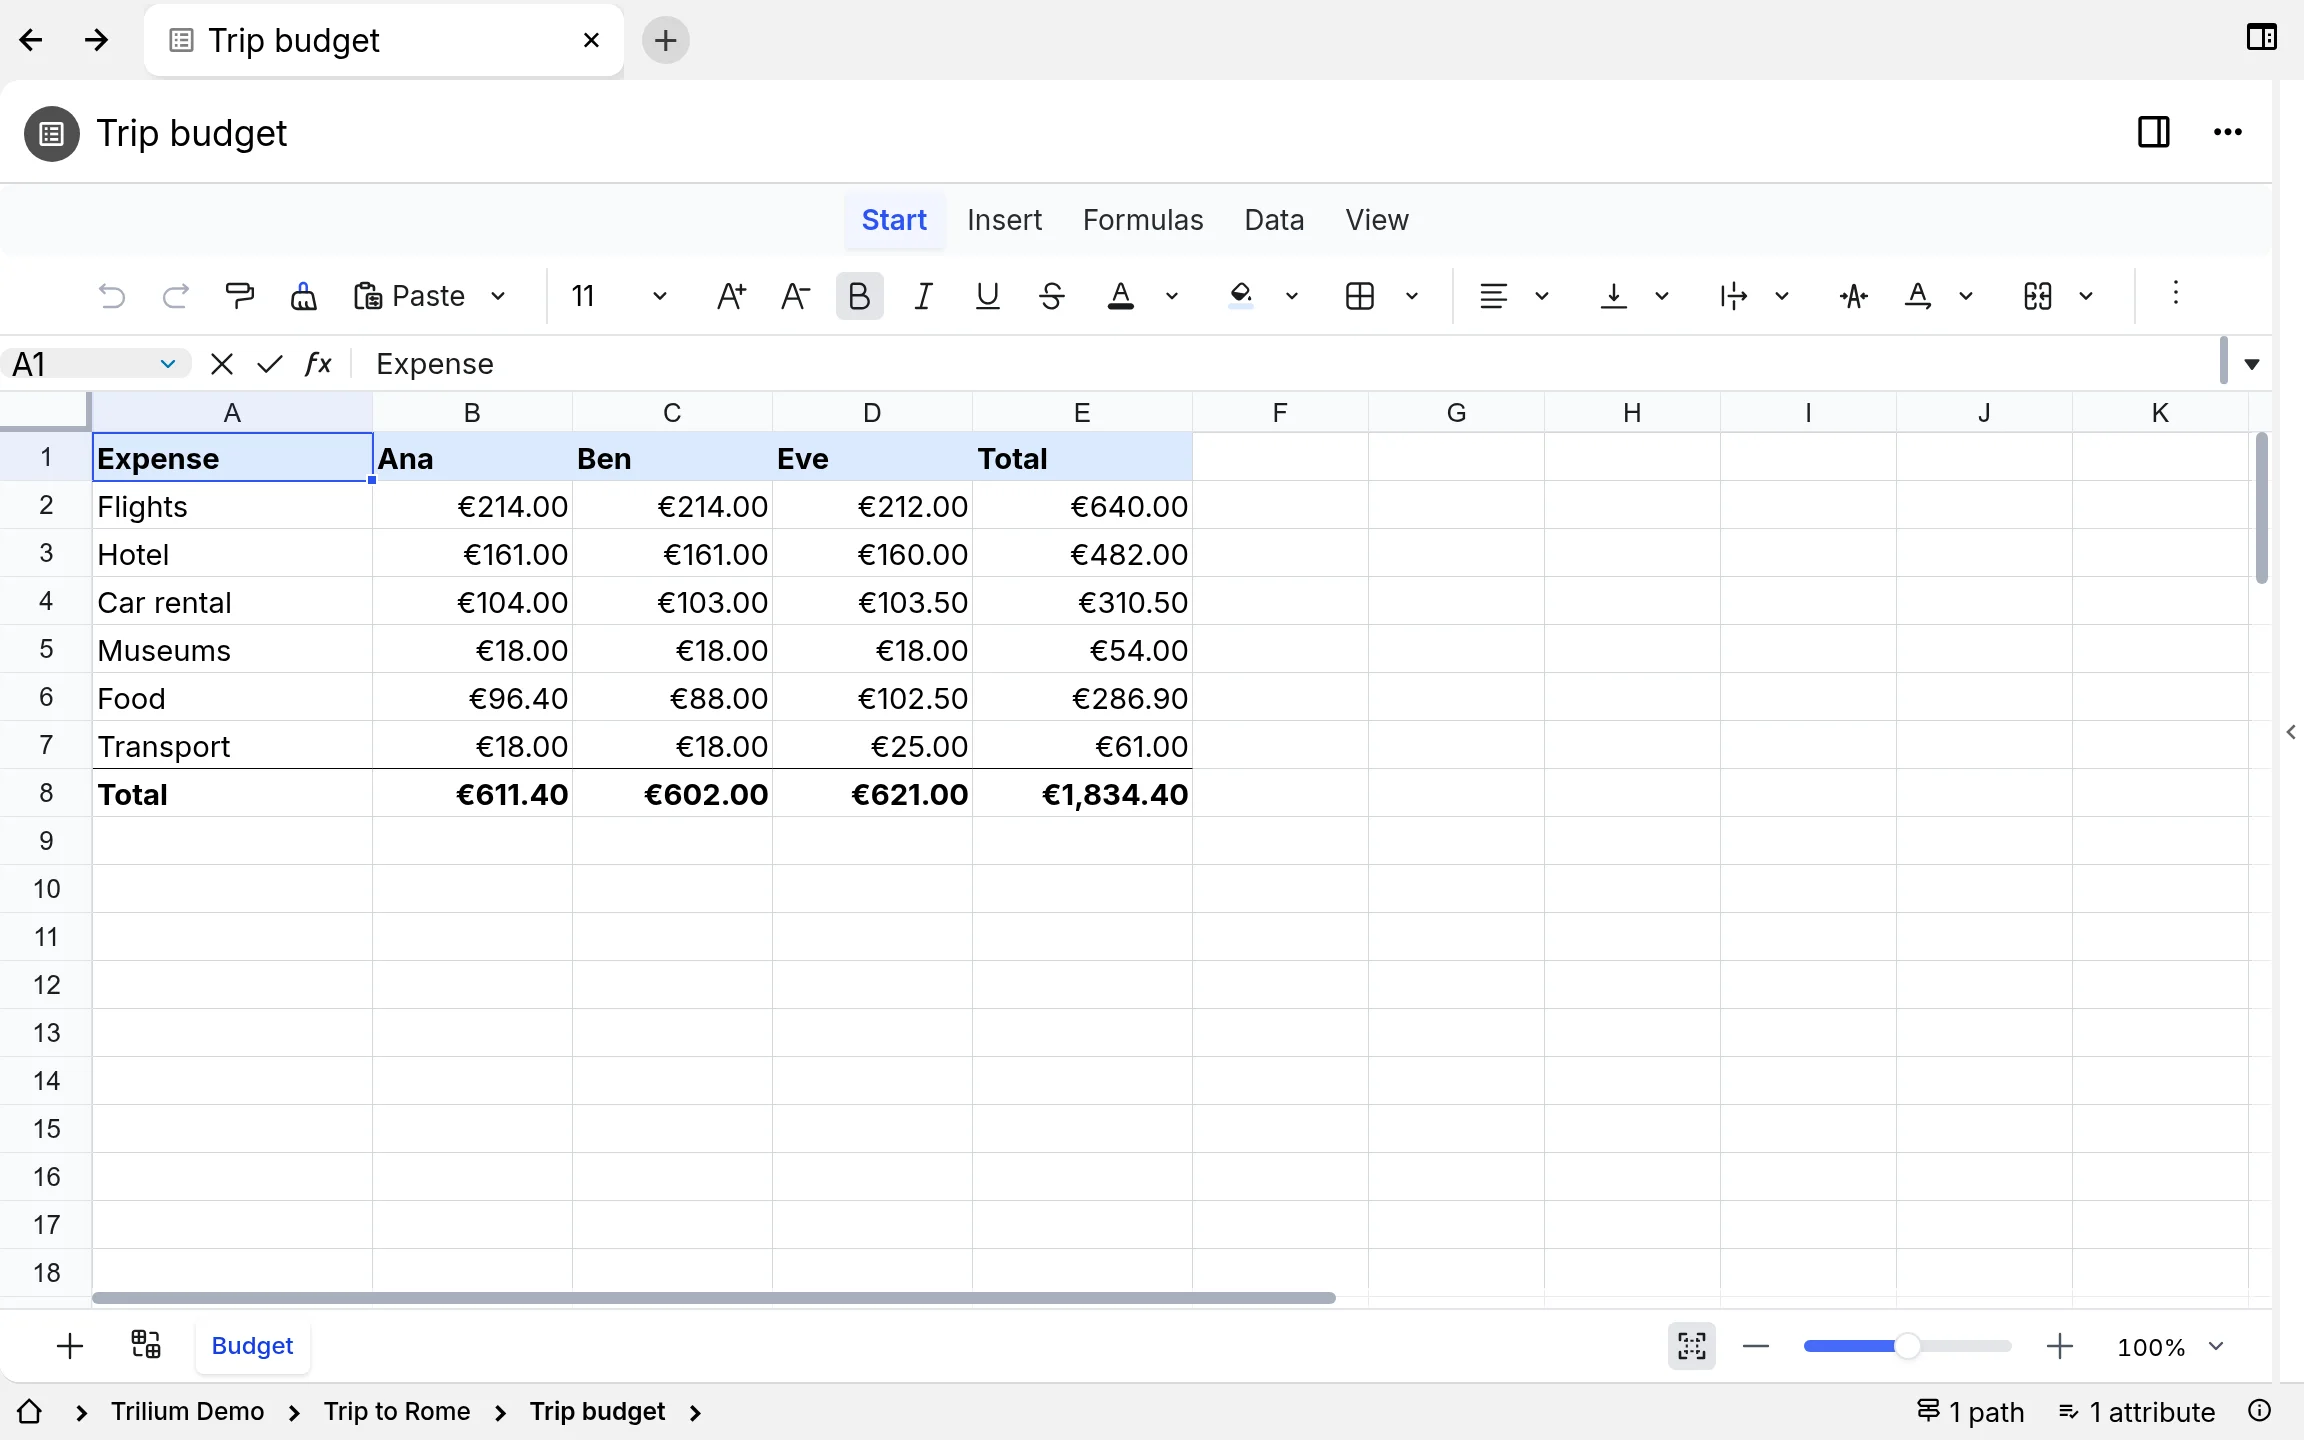 Trip budget
Trip budget
Start Insert Formulas Data View
Paste 11
A1 Expense
A B C D E F G H I J K
1 Expense Ana Ben Eve Total
2 Flights €214.00 €214.00 €212.00 €640.00
3 Hotel €161.00 €161.00 €160.00 €482.00
4 Car rental €104.00 €103.00 €103.50 €310.50
5 Museums €18.00 €18.00 €18.00 €54.00
6 Food €96.40 €88.00 €102.50 €286.90
7 Transport €18.00 €18.00 €25.00 €61.00
8 Total €611.40 €602.00 €621.00 €1,834.40
9
10
11
12
13
14
15
16
17
18
Budget 100%
Trilium Demo Trip to Rome Trip budget 1 path 1 attribute